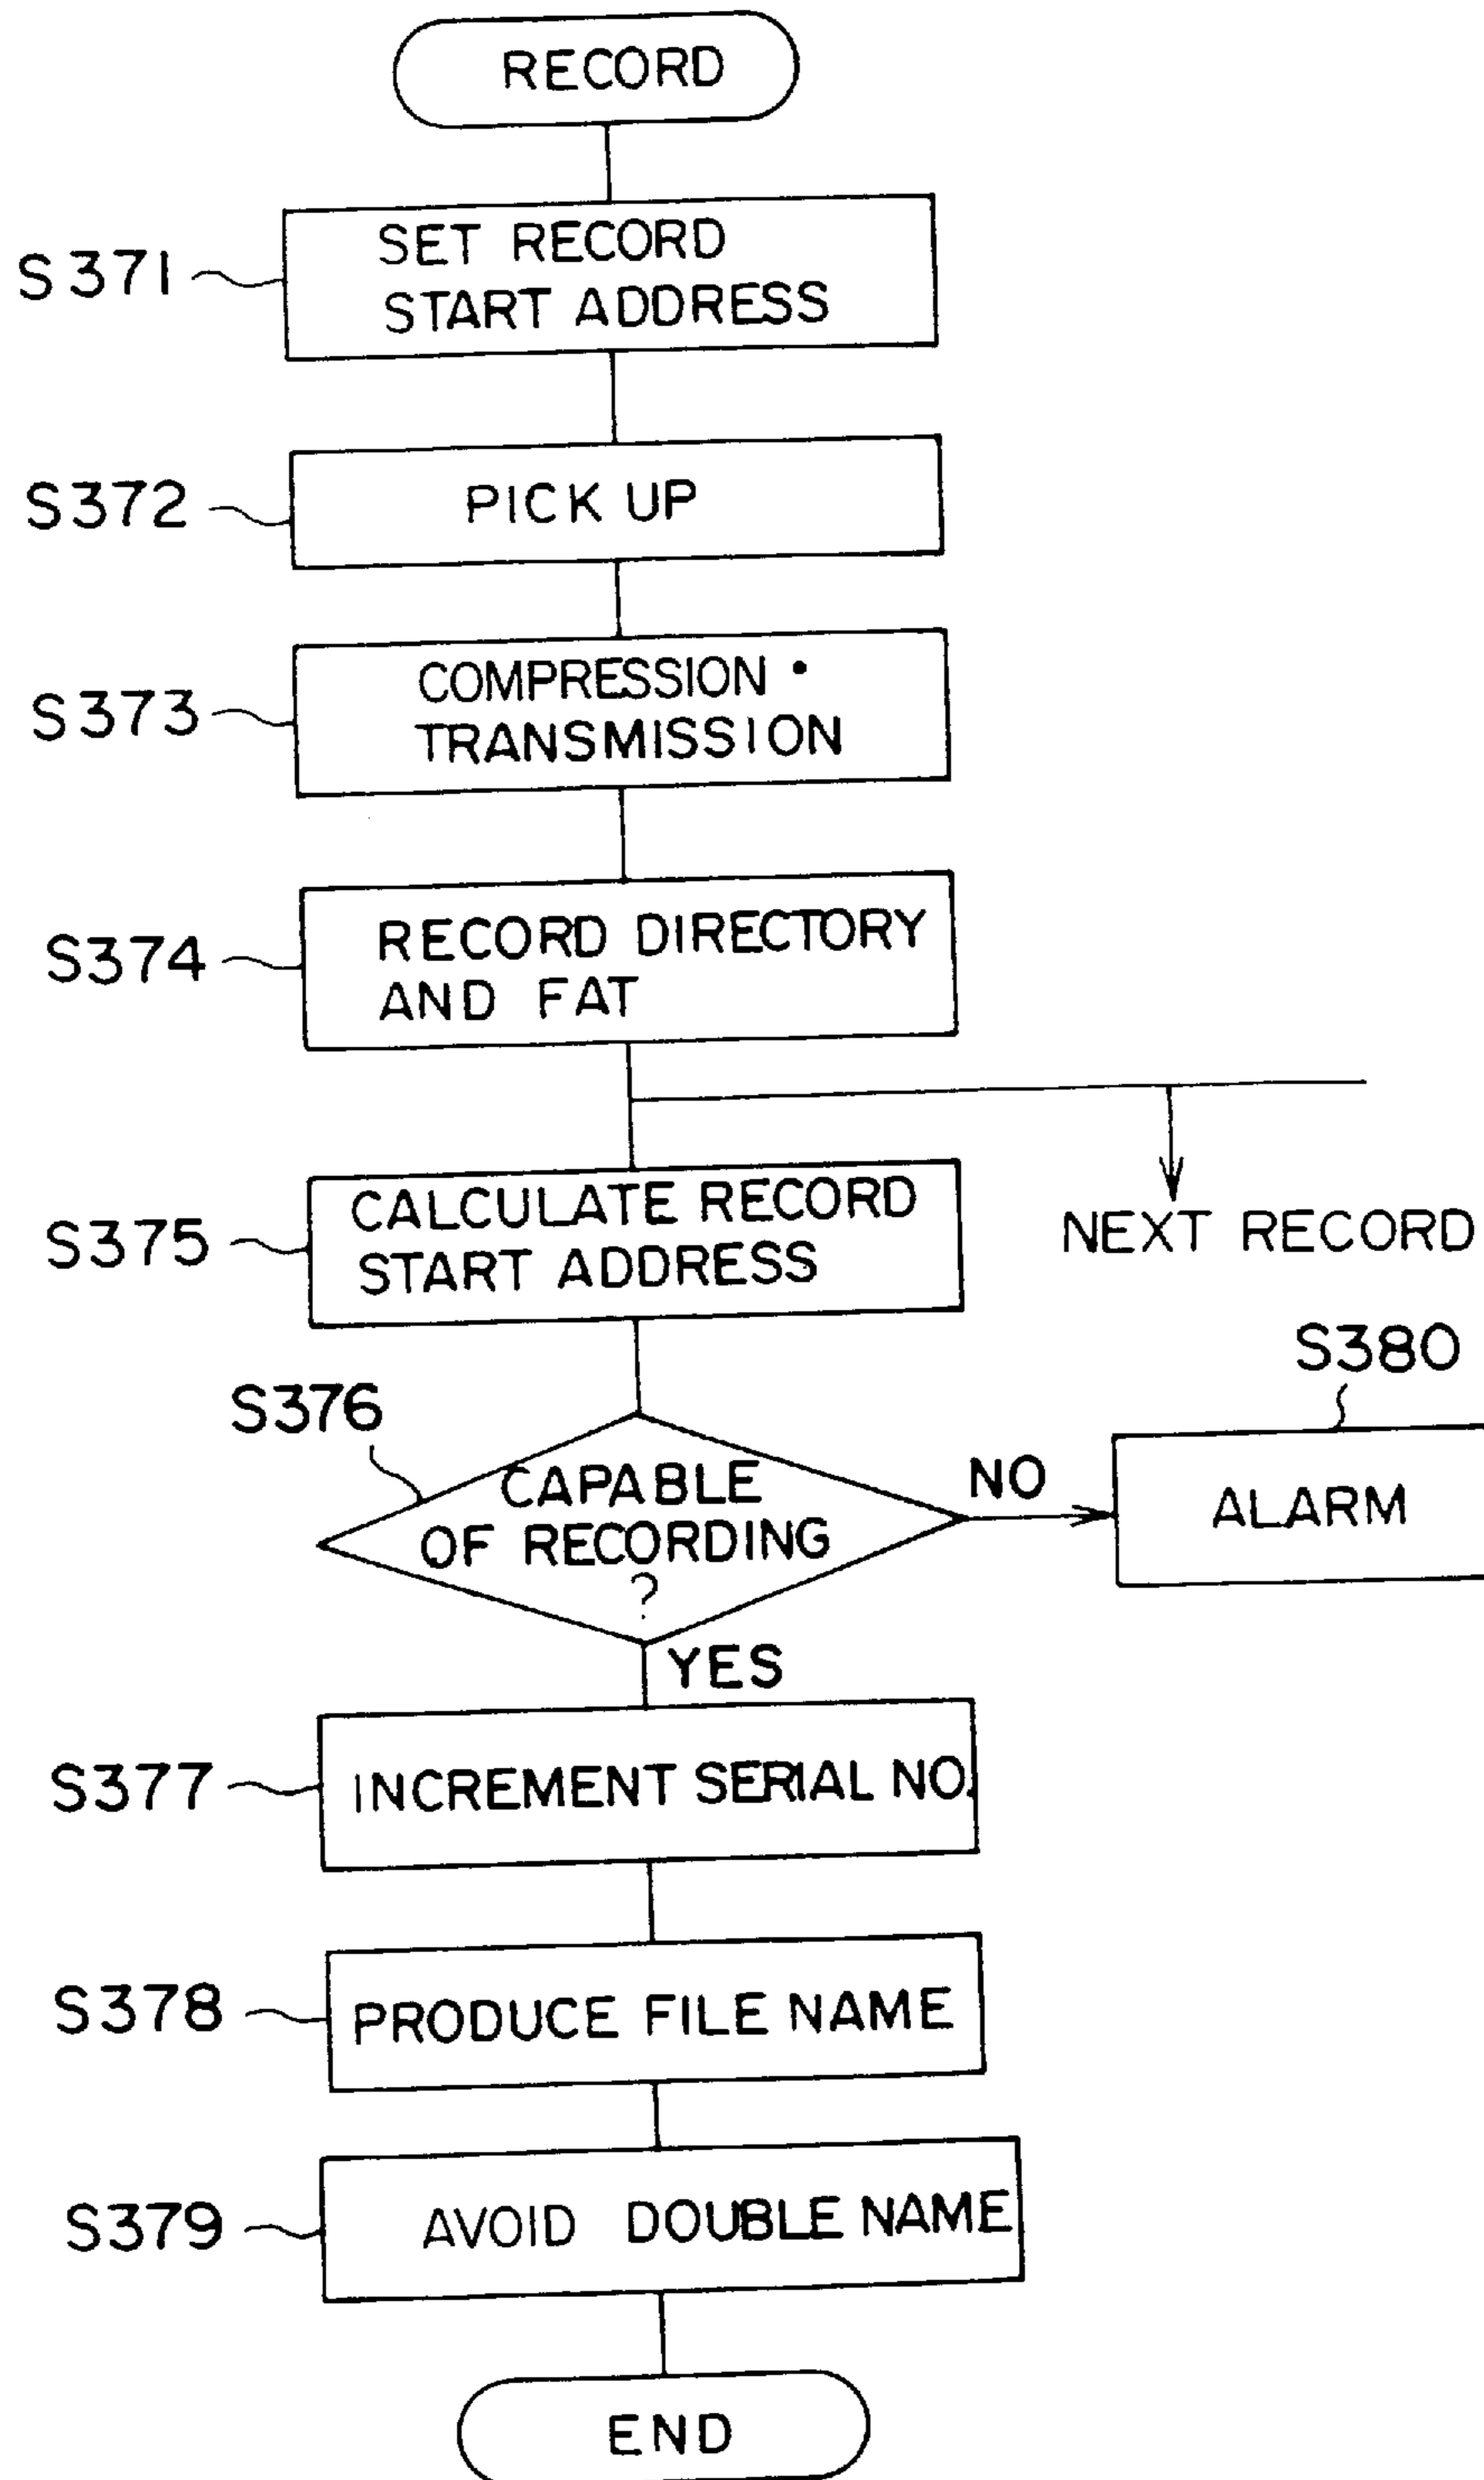 RECORD
S371
SET RECORD
START ADDRESS
S372
PICK UP
S373
COMPRESSION •
TRANSMISSION
S374
RECORD DIRECTORY
AND FAT
S375
CALCULATE RECORD
START ADDRESS
NEXT RECORD
S380
S376
CAPABLE
OF RECORDING
?
NO
ALARM
YES
S377
INCREMENT SERIAL NO.
S378
PRODUCE FILE NAME
S379
AVOID DOUBLE NAME
END